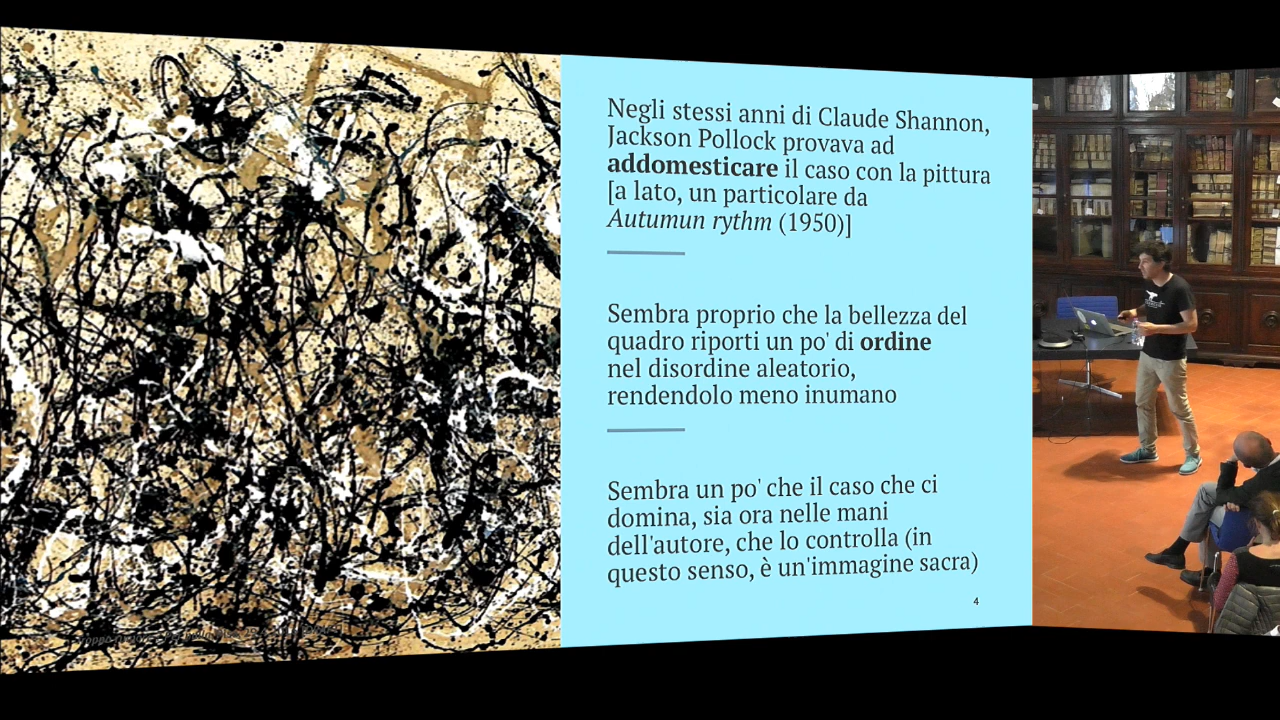 Negli stessi anni di Claude Shannon,
Jackson Pollock provava ad
addomesticare il caso con la pittura
[a lato, un particolare da
Autumun rythm (1950)]
Sembra proprio che la bellezza del
quadro riporti un po' di ordine
nel disordine aleatorio,
rendendolo meno inumano
Sembra un po' che il caso che ci
domina, sia ora nelle mani
dell'autore, che lo controlla (in
questo senso, è un'immagine sacra)
4